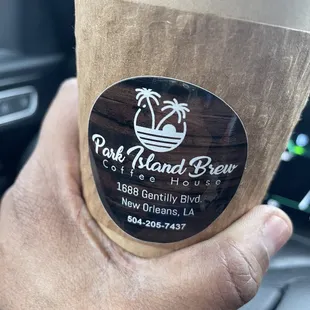 Park Island Brew
Coffee House
1688 Gentilly Blvd.
New Orleans, LA
504-205-7437